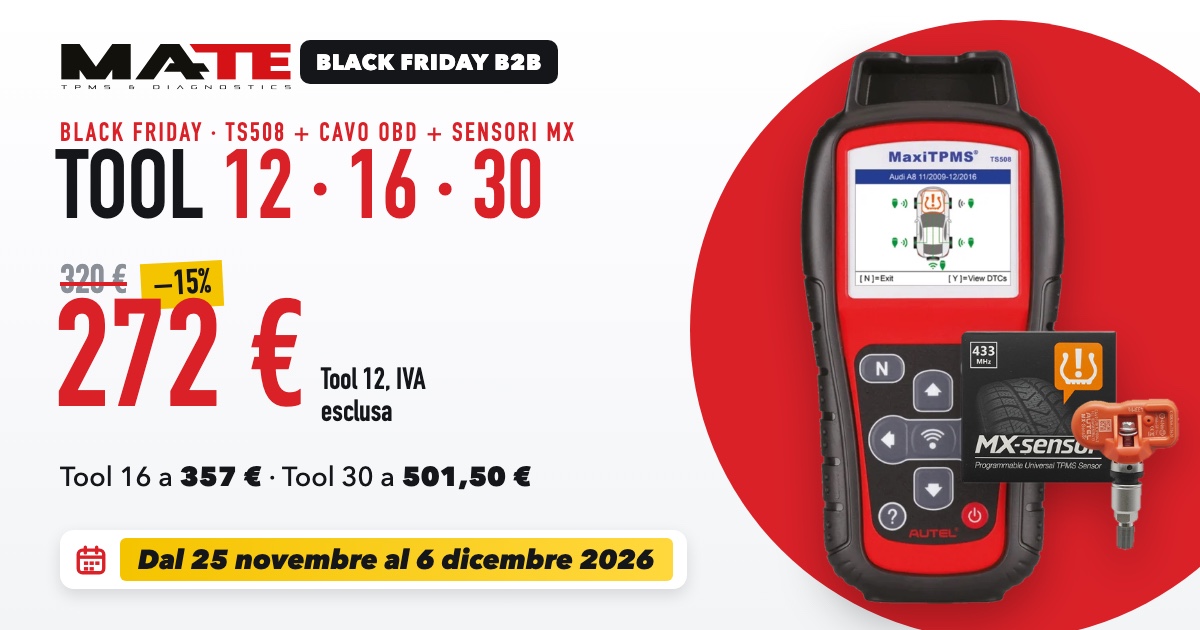 MATE
TPMS & DIAGNOSTICS
BLACK FRIDAY B2B
BLACK FRIDAY · TS508 + CAVO OBD + SENSORI MX
TOOL 12 · 16 · 30
320 €
–15%
272 €
Tool 12, IVA
esclusa
Tool 16 a 357 € · Tool 30 a 501,50 €
Dal 25 novembre al 6 dicembre 2026
MaxiTPMS® TS508
Audi A8 11/2009-12/2016
[N]=Exit [Y]=View DTCs
N
?
AUTEL®
433
MHz
MX-sensor
Programmable Universal TPMS Sensor
AUTEL